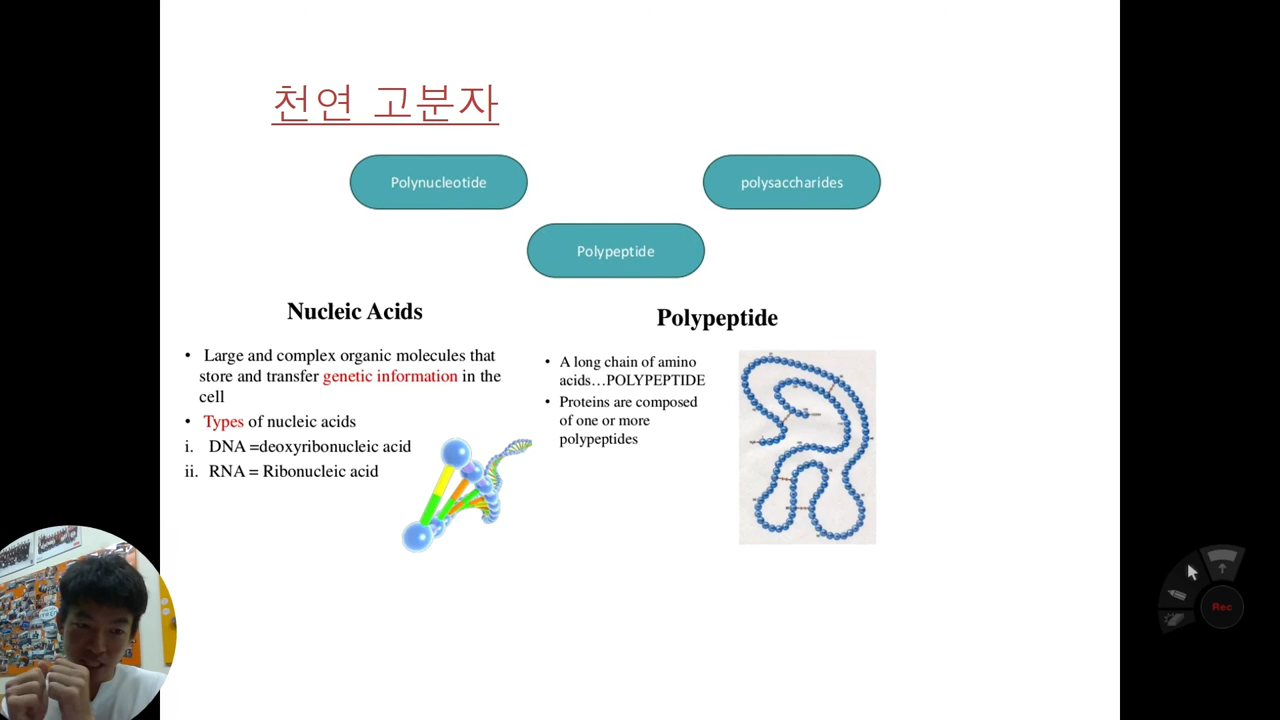 천연 고분자
Polynucleotide
polysaccharides
Polypeptide
Nucleic Acids
• Large and complex organic molecules that
store and transfer genetic information in the
cell
• Types of nucleic acids
i. DNA =deoxyribonucleic acid
ii. RNA = Ribonucleic acid
Polypeptide
• A long chain of amino
acids…POLYPEPTIDE
• Proteins are composed
of one or more
polypeptides
Rec